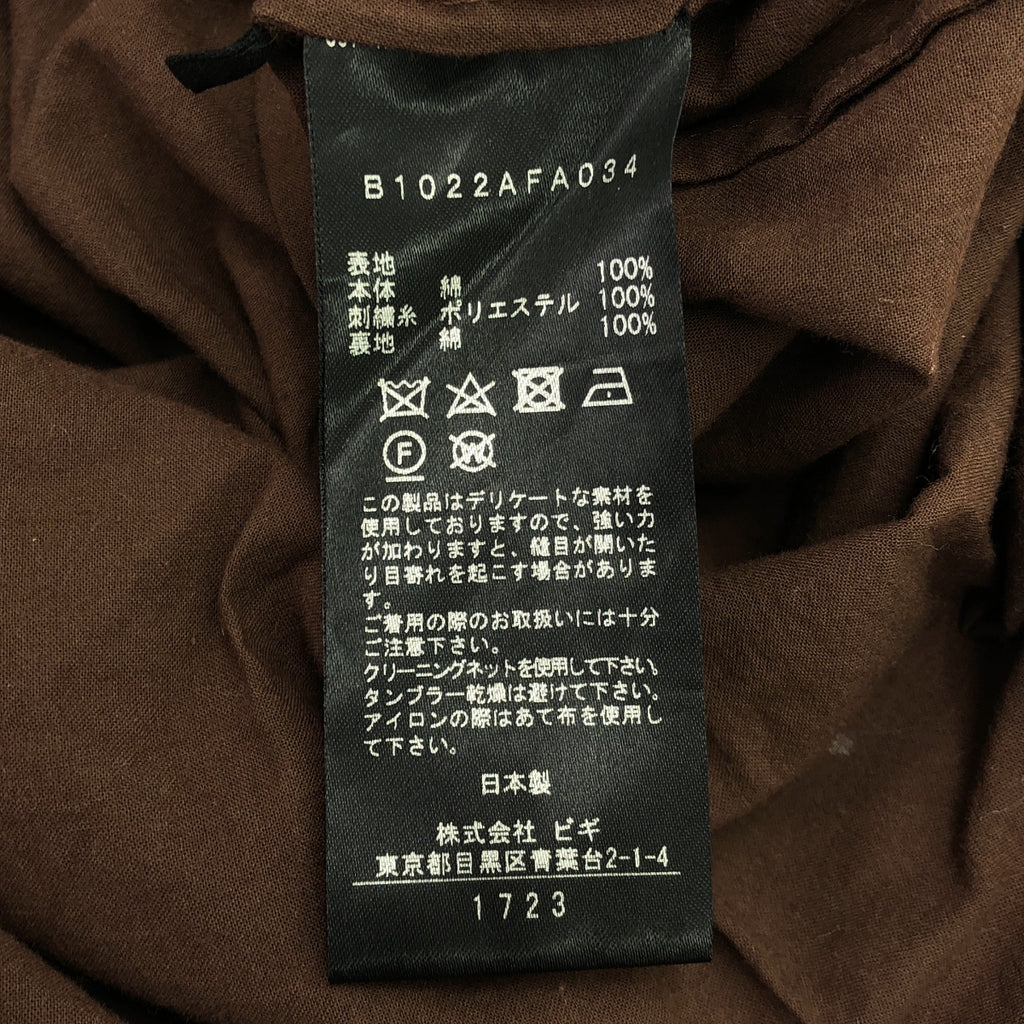 B1022AFA034
表地
本体 綿 100%
刺繍糸 ポリエステル 100%
裏地 綿 100%
F
W
この製品はデリケートな素材を
使用しておりますので、強い力
が加わりますと、縫目が開いた
り目寄れを起こす場合がありま
す。
ご着用の際のお取扱いには十分
ご注意下さい。
クリーニングネットを使用して下さい。
タンブラー乾燥は避けて下さい。
アイロンの際はあて布を使用し
て下さい。
日本製
株式会社 ビギ
東京都目黒区青葉台2-1-4
1723